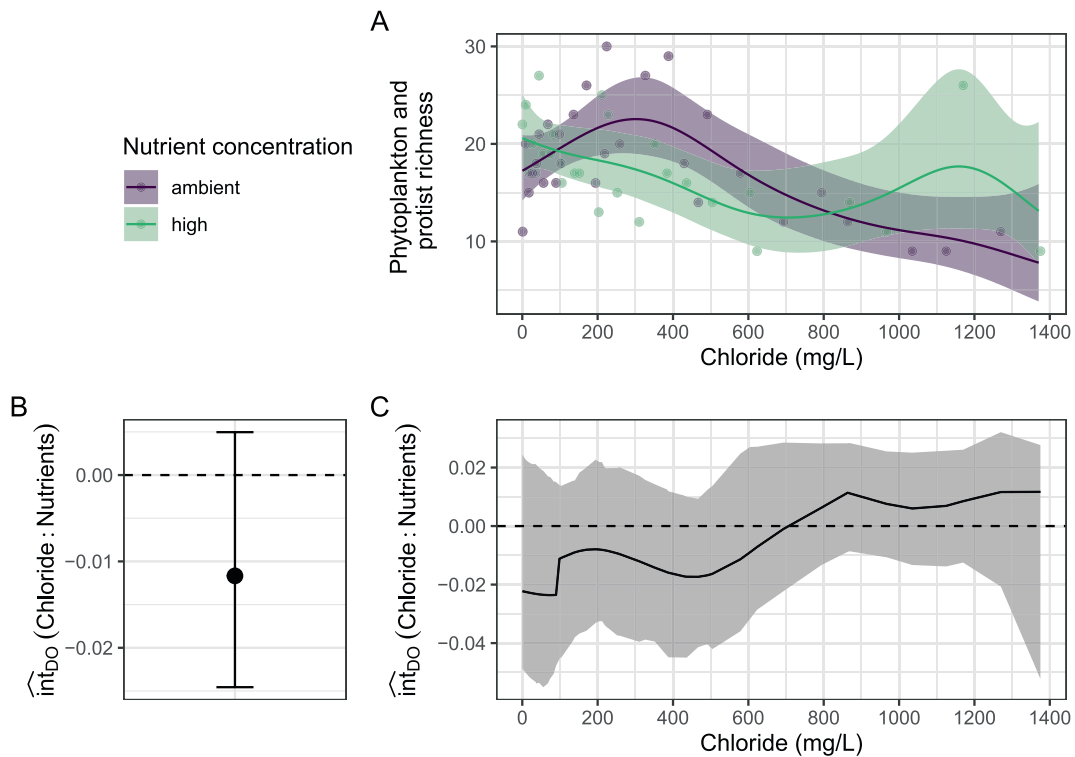 A
Nutrient concentration
ambient
high
Phytoplankton and
protist richness
30
20
10
0 200 400 600 800 1000 1200 1400
Chloride (mg/L)
B
int̂DO (Chloride : Nutrients)
0.00
−0.01
−0.02
C
int̂DO (Chloride : Nutrients)
0.02
0.00
−0.02
−0.04
0 200 400 600 800 1000 1200 1400
Chloride (mg/L)